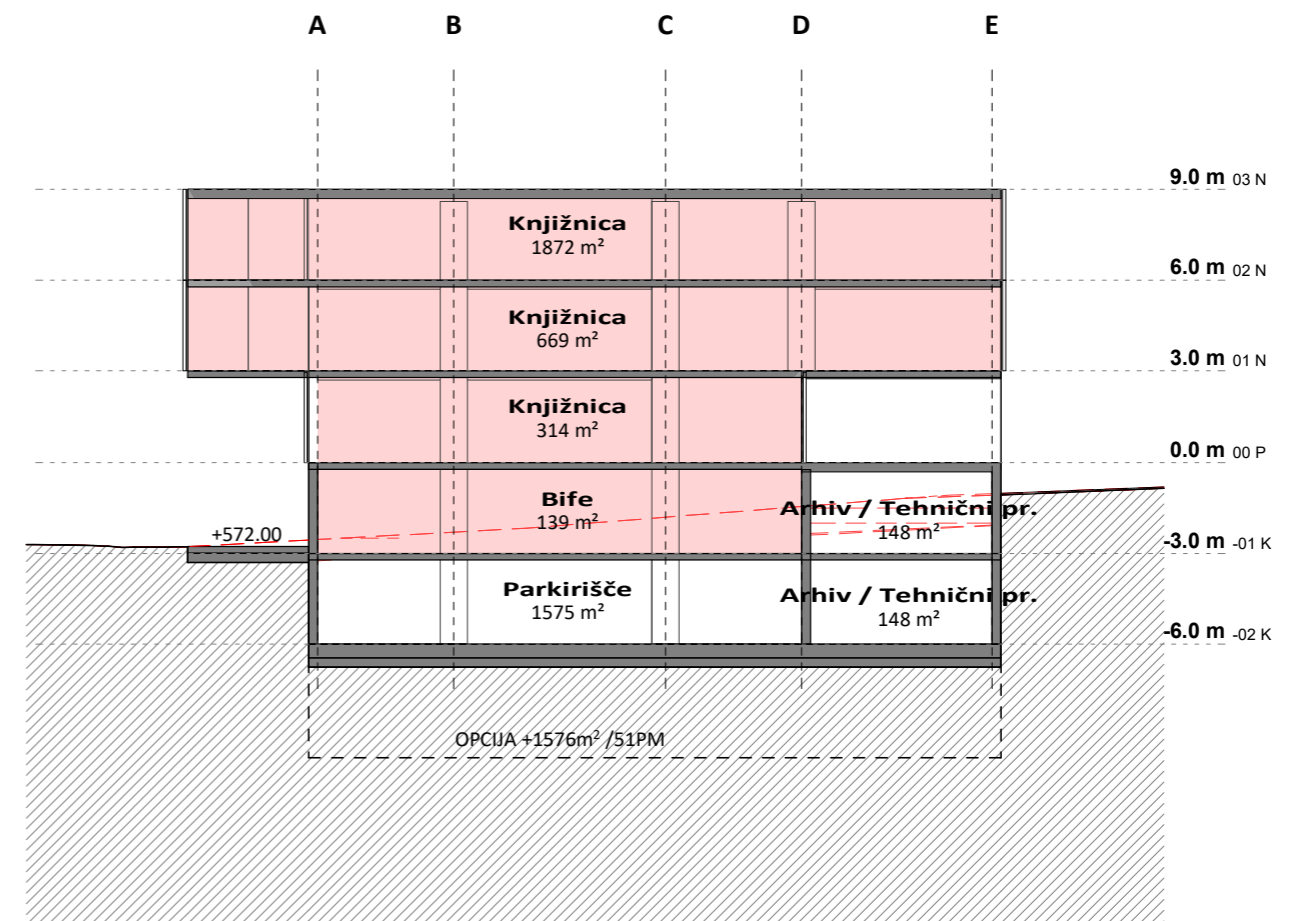 A B C D E
9.0 m 03 N
Knjižnica
1872 m²
6.0 m 02 N
Knjižnica
669 m²
3.0 m 01 N
Knjižnica
314 m²
0.0 m 00 P
Bife
139 m²
Arhiv / Tehnični pr.
148 m²
+572.00
-3.0 m -01 K
Parkirišče
1575 m²
Arhiv / Tehnični pr.
148 m²
-6.0 m -02 K
OPCIJA +1576m² /51PM